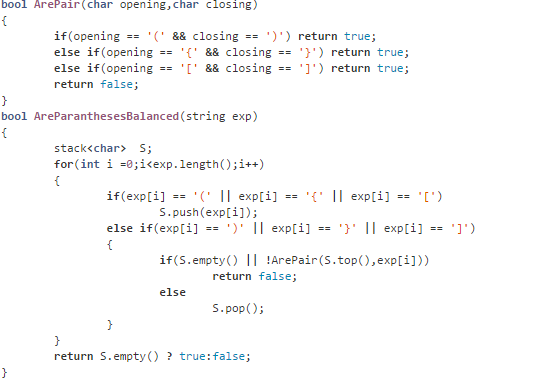 bool ArePair(char opening,char closing)
{
        if(opening == '(' && closing == ')') return true;
        else if(opening == '{' && closing == '}') return true;
        else if(opening == '[' && closing == ']') return true;
        return false;
}
bool AreParanthesesBalanced(string exp)
{
        stack<char>  S;
        for(int i =0;i<exp.length();i++)
        {
                if(exp[i] == '(' || exp[i] == '{' || exp[i] == '[')
                        S.push(exp[i]);
                else if(exp[i] == ')' || exp[i] == '}' || exp[i] == ']')
                {
                        if(S.empty() || !ArePair(S.top(),exp[i]))
                                return false;
                        else
                                S.pop();
                }
        }
        return S.empty() ? true:false;
}